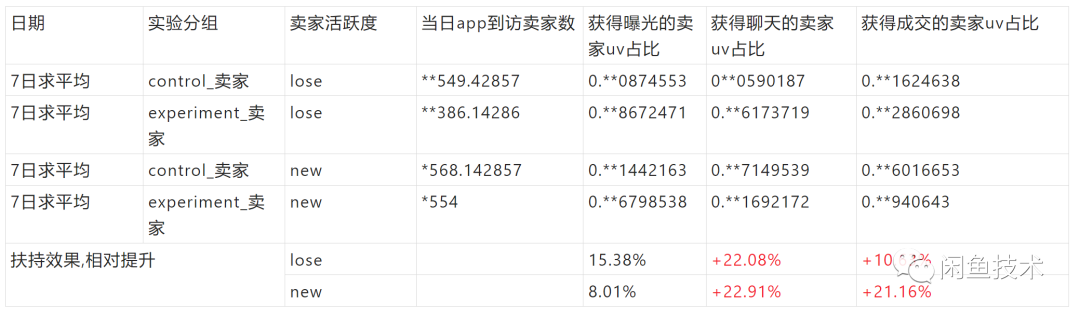 日期 实验分组 卖家活跃度 当日app到访卖家数 获得曝光的卖家uv占比 获得聊天的卖家uv占比 获得成交的卖家uv占比
7日求平均 control_卖家 lose **549.42857 0.**0874553 0**0590187 0.**1624638
7日求平均 experiment_卖家 lose **386.14286 0.**8672471 0.**6173719 0.**2860698
7日求平均 control_卖家 new *568.142857 0.**1442163 0.**7149539 0.**6016653
7日求平均 experiment_卖家 new *554 0.**6798538 0.**1692172 0.**940643
扶持效果,相对提升 lose 15.38% +22.08%
new 8.01% +22.91% +21.16%
闲鱼技术